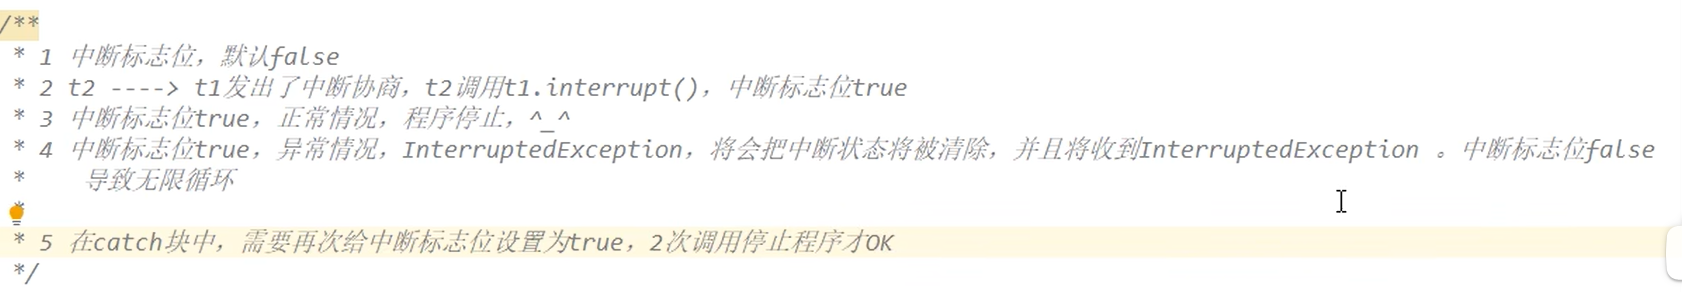 /**
* 1 中断标志位，默认false
* 2 t2 ----> t1发出了中断协商，t2调用t1.interrupt()，中断标志位true
* 3 中断标志位true，正常情况，程序停止，^_^
* 4 中断标志位true，异常情况，InterruptedException，将会把中断状态将被清除，并且将收到InterruptedException 。中断标志位false
* 导致无限循环
*
* 5 在catch块中，需要再次给中断标志位设置为true，2次调用停止程序才OK
*/